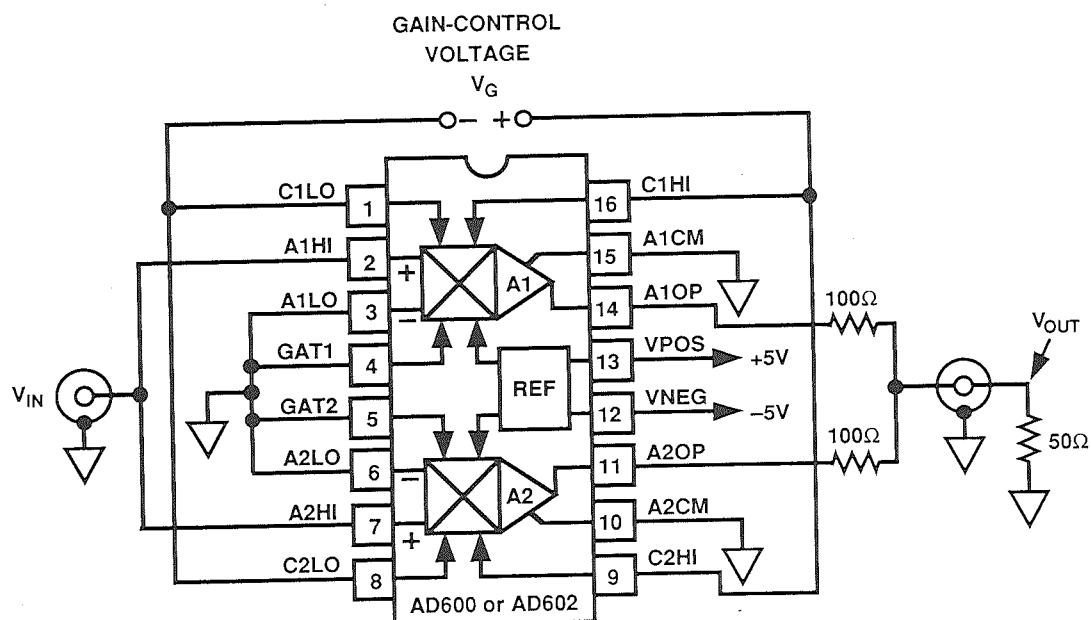 GAIN-CONTROL
VOLTAGE
V_G
− +
C1LO 1 16 C1HI
A1HI 2 15 A1CM
+ A1
A1LO 3 14 A1OP
−
100Ω
GAT1 4 13 VPOS +5V
V_OUT
V_IN
REF
GAT2 5 12 VNEG −5V
100Ω
50Ω
A2LO 6 11 A2OP
− A2
A2HI 7 10 A2CM
+
C2LO 8 9 C2HI
AD600 or AD602